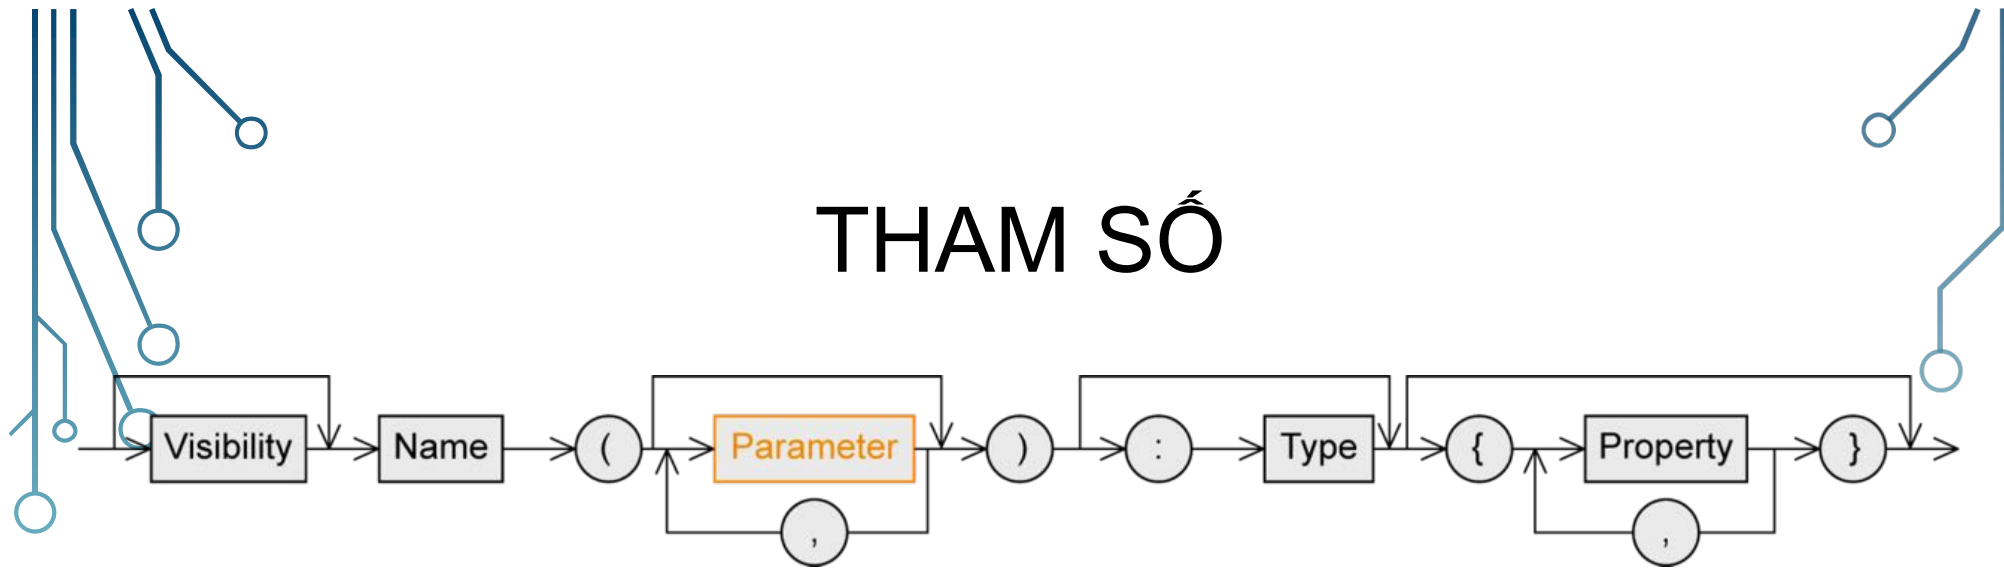 THAM SỐ
Visibility Name ( Parameter ) : Type { Property }
, ,